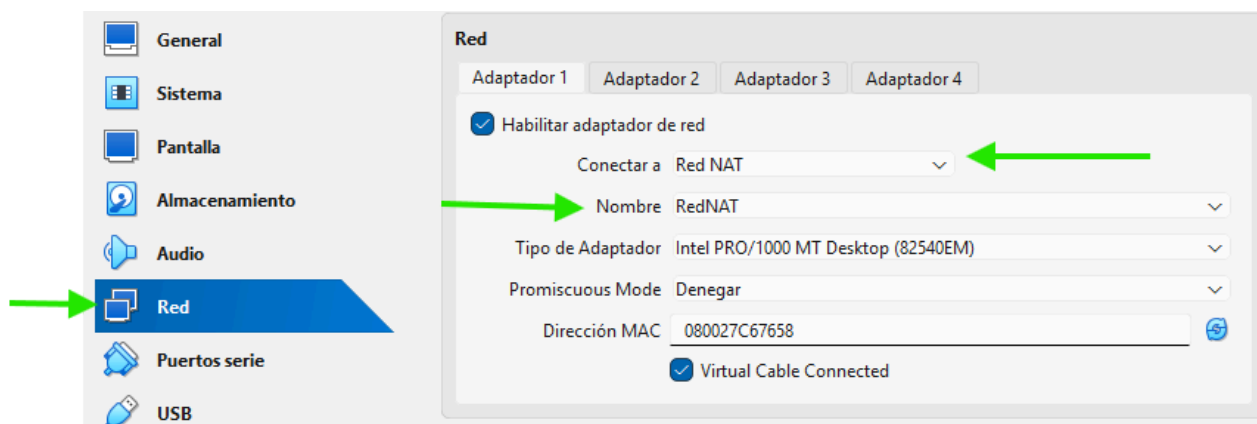 General
Sistema
Pantalla
Almacenamiento
Audio
Red
Puertos serie
USB
Red
Adaptador 1 Adaptador 2 Adaptador 3 Adaptador 4
Habilitar adaptador de red
Conectar a Red NAT
Nombre RedNAT
Tipo de Adaptador Intel PRO/1000 MT Desktop (82540EM)
Promiscuous Mode Denegar
Dirección MAC 080027C67658
Virtual Cable Connected